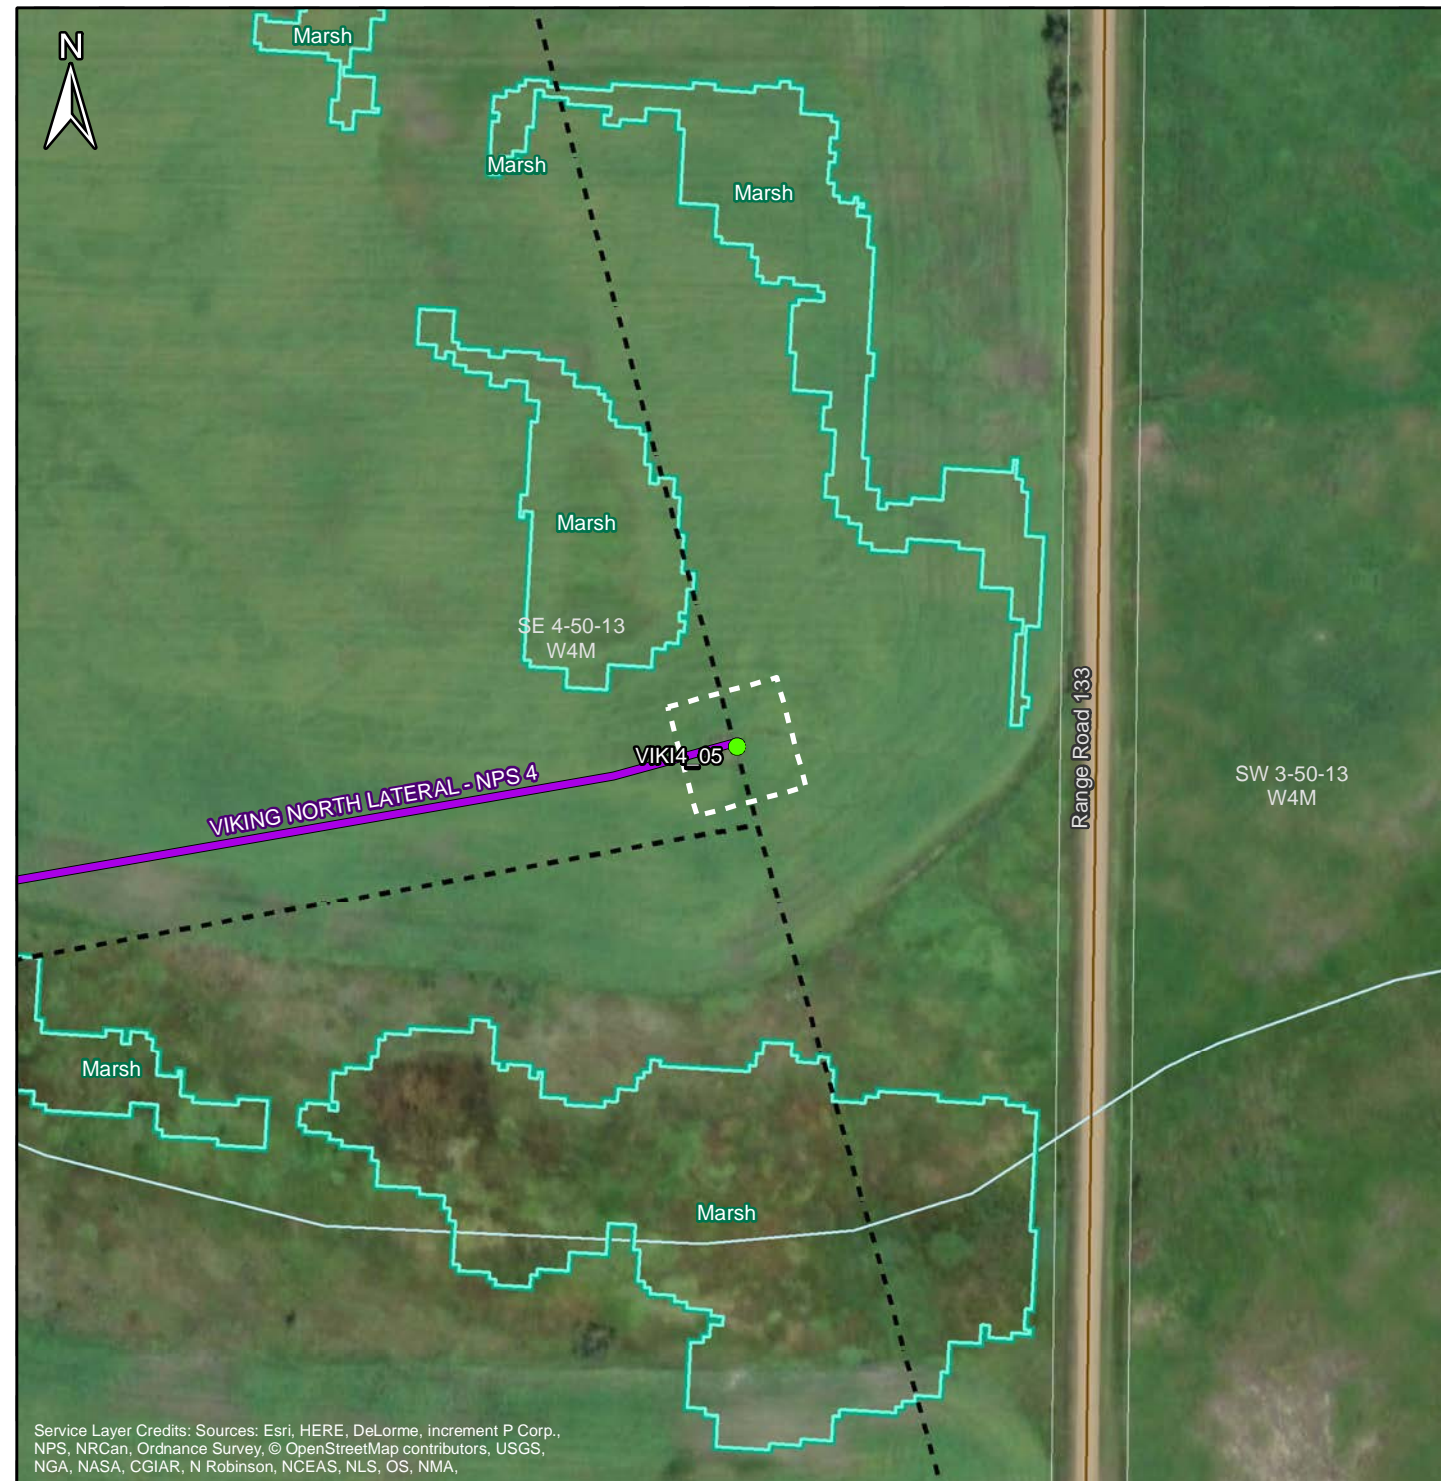 N
Marsh
Marsh
Marsh
Marsh
SE 4-50-13
W4M
VIKI4_05
VIKING NORTH LATERAL - NPS 4
Range Road 133
SW 3-50-13
W4M
Marsh
Marsh
Service Layer Credits: Sources: Esri, HERE, DeLorme, increment P Corp.,
NPS, NRCan, Ordnance Survey, © OpenStreetMap contributors, USGS,
NGA, NASA, CGIAR, N Robinson, NCEAS, NLS, OS, NMA,